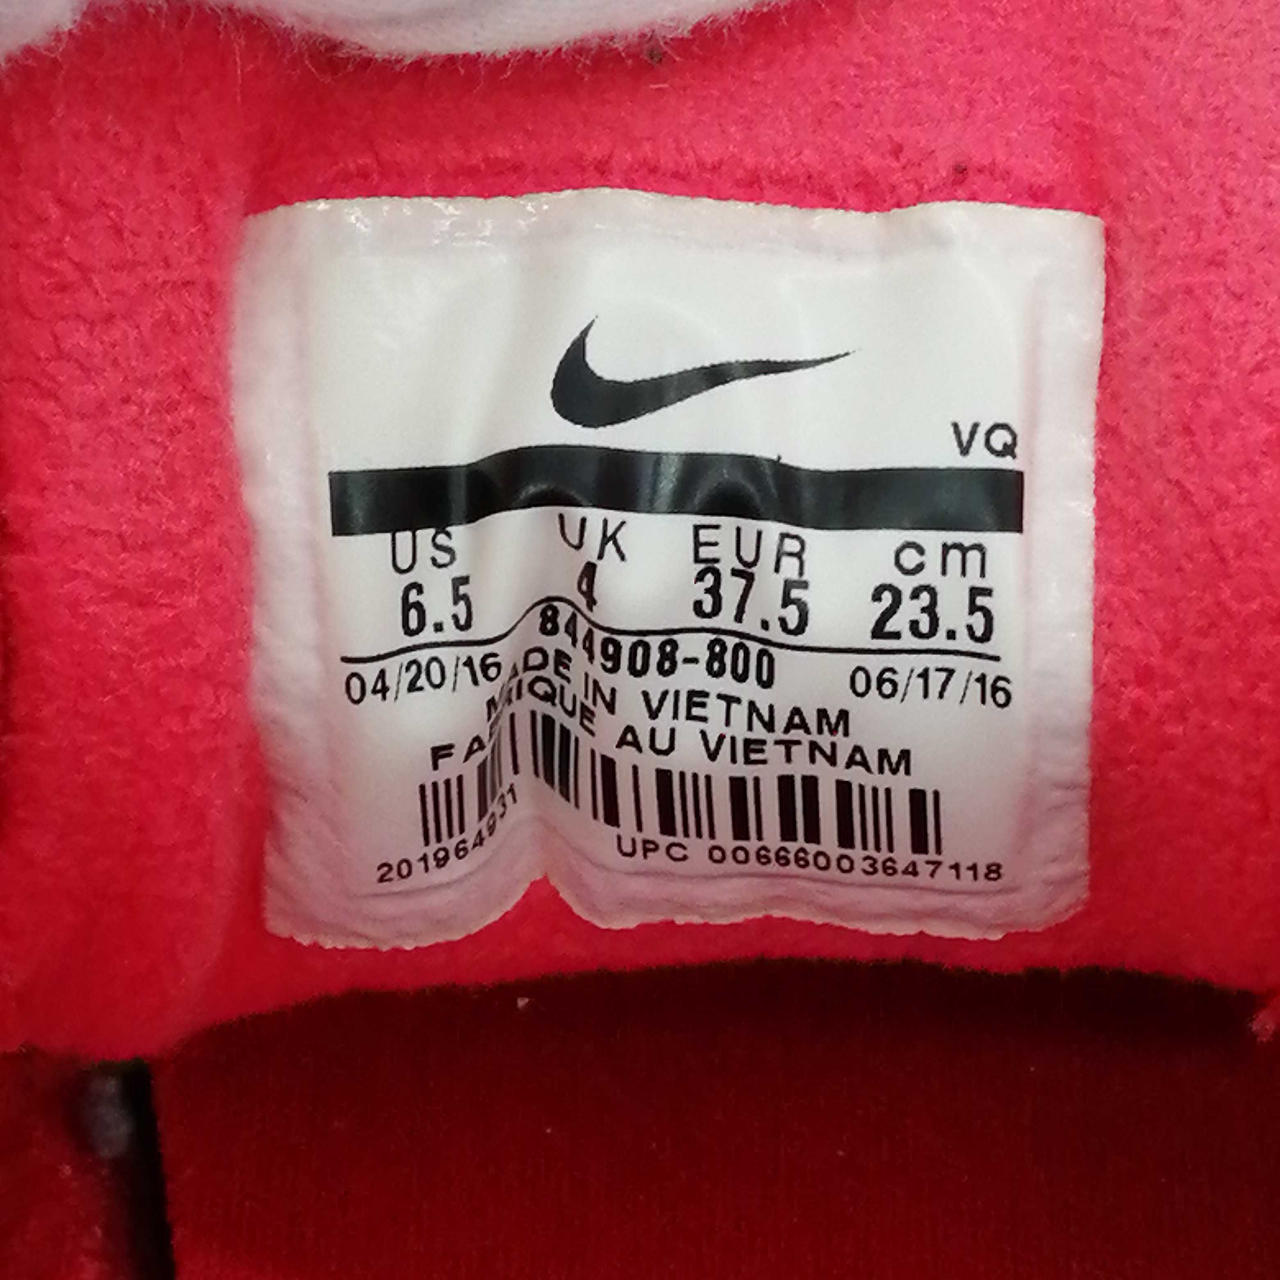 VQ
US UK EUR cm
6.5 4 37.5 23.5
844908-800
04/20/16 06/17/16
MADE IN VIETNAM
FABRIQUE AU VIETNAM
2019644931 UPC 00666003647118